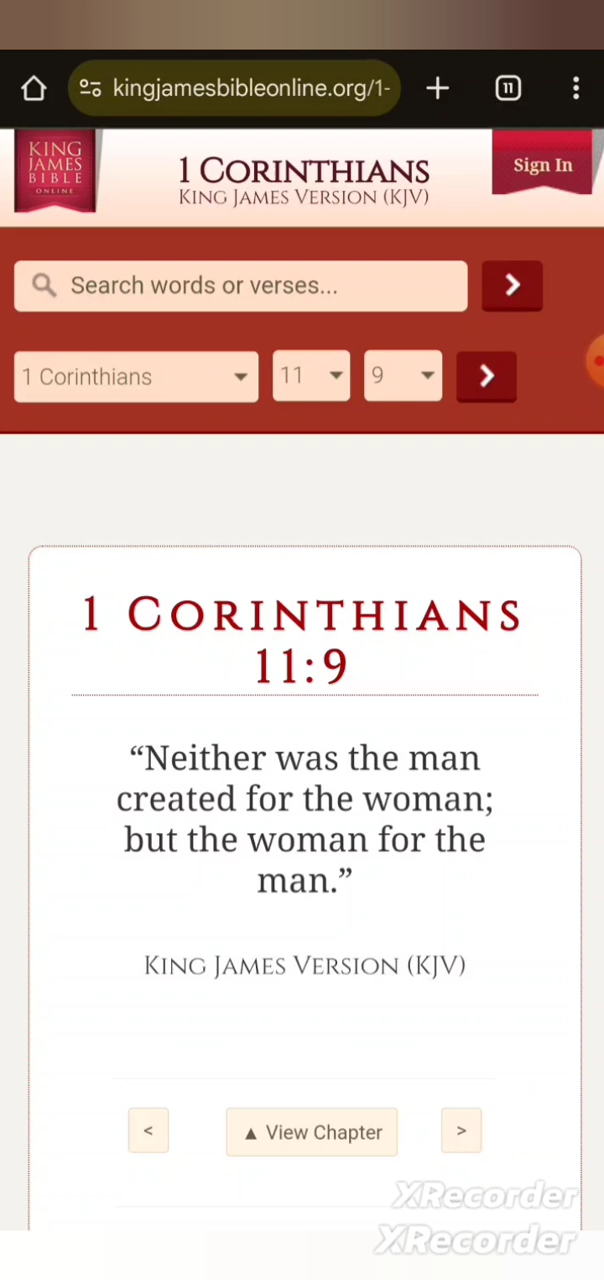 kingjamesbibleonline.org/1-
11
KING
JAMES
BIBLE
ONLINE
1 CORINTHIANS
KING JAMES VERSION (KJV)
Sign In
Search words or verses...
1 Corinthians 11 9
1 CORINTHIANS
11:9
“Neither was the man
created for the woman;
but the woman for the
man.”
KING JAMES VERSION (KJV)
< ▲ View Chapter >
XRecorder
XRecorder